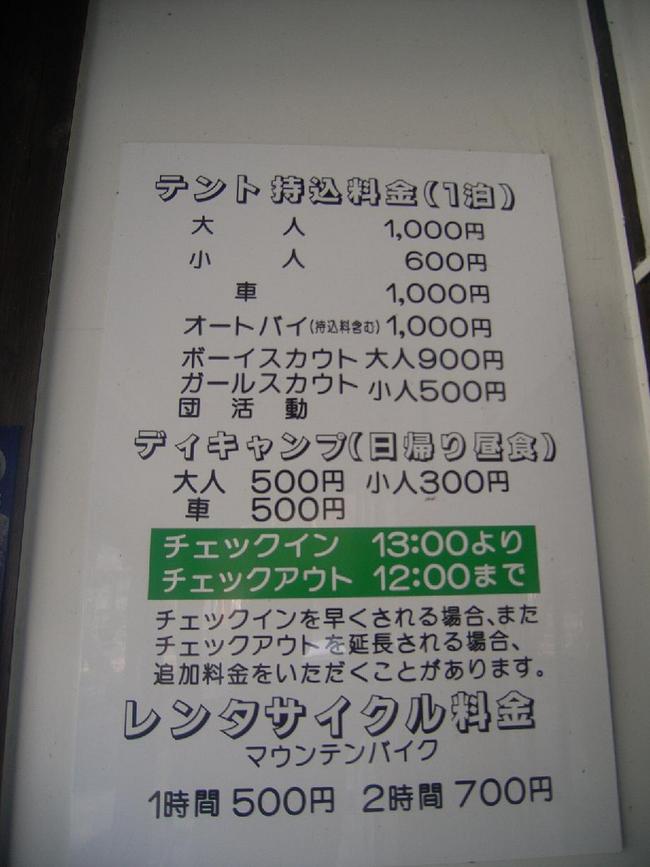 テント持込料金(1泊)
大人 1,000円
小人 600円
車 1,000円
オートバイ(持込料含む) 1,000円
ボーイスカウト 大人900円
ガールスカウト 小人500円
団活動
デイキャンプ(日帰り昼食)
大人 500円 小人300円
車 500円
チェックイン 13:00より
チェックアウト 12:00まで
チェックインを早くされる場合、また
チェックアウトを延長される場合、
追加料金をいただくことがあります。
レンタサイクル料金
マウンテンバイク
1時間 500円 2時間 700円